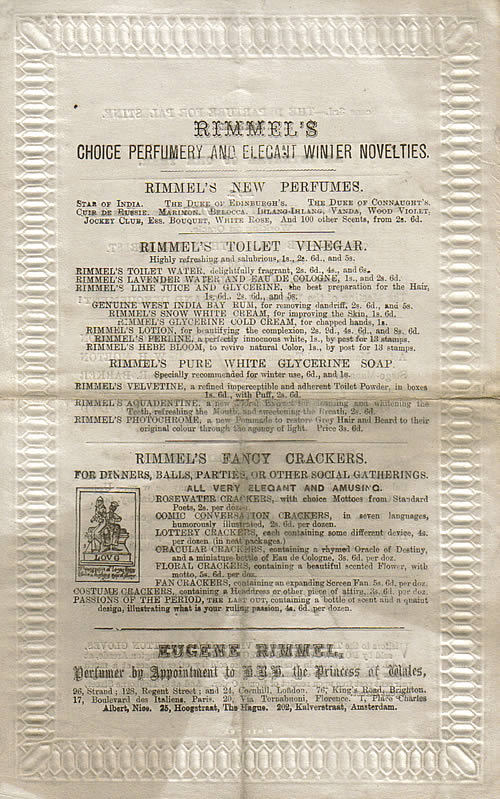 RIMMEL'S
CHOICE PERFUMERY AND ELEGANT WINTER NOVELTIES.
RIMMEL'S NEW PERFUMES.
STAR OF INDIA. THE DUKE OF EDINBURGH'S. THE DUKE OF CONNAUGHT'S.
CUIR DE RUSSIE. MARIMON, BELOCCA, IHLANG-IHLANG, VANDA, WOOD VIOLET,
JOCKEY CLUB, ESS. BOUQUET, WHITE ROSE, And 100 other Scents, from 2s. 6d.
RIMMEL'S TOILET VINEGAR.
Highly refreshing and salubrious, 1s., 2s. 6d., and 5s.
RIMMEL'S TOILET WATER, delightfully fragrant, 2s. 6d., 4s., and 6s.
RIMMEL'S LAVENDER WATER AND EAU DE COLOGNE, 1s., and 2s. 6d.
RIMMEL'S LIME JUICE AND GLYCERINE, the best preparation for the Hair,
1s. 6d., 2s. 6d., and 5s.
GENUINE WEST INDIA BAY RUM, for removing dandriff, 2s. 6d., and 5s.
RIMMEL'S SNOW WHITE CREAM, for improving the Skin, 1s. 6d.
RIMMEL'S GLYCERINE COLD CREAM, for chapped hands, 1s.
RIMMEL'S LOTION, for beautifying the complexion, 2s. 9d., 4s. 6d., and 8s. 6d.
RIMMEL'S PERLINE, a perfectly innocuous white, 1s., by post for 13 stamps.
RIMMEL'S HEBE BLOOM, to revive natural Color, 1s., by post for 13 stamps.
RIMMEL'S PURE WHITE GLYCERINE SOAP
Specially recommended for winter use, 6d., and 1s.
RIMMEL'S VELVETINE, a refined imperceptible and adherent Toilet Powder, in boxes
1s. 6d., with Puff, 2s. 6d.
RIMMEL'S AQUADENTINE, a new for cleansing and whitening the
Teeth, refreshing the Mouth, and sweetening the Breath, 2s. 6d.
RIMMEL'S PHOTOCHROME, a new Pommade to restore Grey Hair and Beard to their
original colour through the agency of light. Price 3s. 6d.
RIMMEL'S FANCY CRACKERS.
FOR DINNERS, BALLS, PARTIES, OR OTHER SOCIAL GATHERINGS.
ALL VERY ELEGANT AND AMUSING.
ROSEWATER CRACKERS, with choice Mottoes from Standard
Poets, 2s. per dozen.
COMIC CONVERSATION CRACKERS, in seven languages,
humorously illustrated, 2s. 6d. per dozen.
LOTTERY CRACKERS, each containing some different device, 4s.
per dozen (in neat packages.)
ORACULAR CRACKERS, containing a rhymed Oracle of Destiny,
and a miniature bottle of Eau de Cologne, 3s. 6d. per doz.
FLORAL CRACKERS, containing a beautiful scented Flower, with
motto, 5s. 6d. per doz.
FAN CRACKERS, containing an expanding Screen Fan. 5s. 6d. per doz.
LOVE
COSTUME CRACKERS, containing a Headdress or other piece of attire, 3s. 6d. per doz.
PASSIONS OF THE PERIOD, THE LAST OUT, containing a bottle of scent and a quaint
design, illustrating what is your ruling passion, 4s. 6d. per dozen.
EUGENE RIMMEL,
Perfumer by Appointment to H.R.H. the Princess of Wales,
96, Strand; 128, Regent Street; and 24, Cornhill, London. 76, King's Road, Brighton.
17, Boulevard des Italiens, Paris. 20, Via Tornabuoni, Florence. 1, Place Charles
Albert, Nice. 25, Hoogstraat, The Hague. 202, Kalverstraat, Amsterdam.